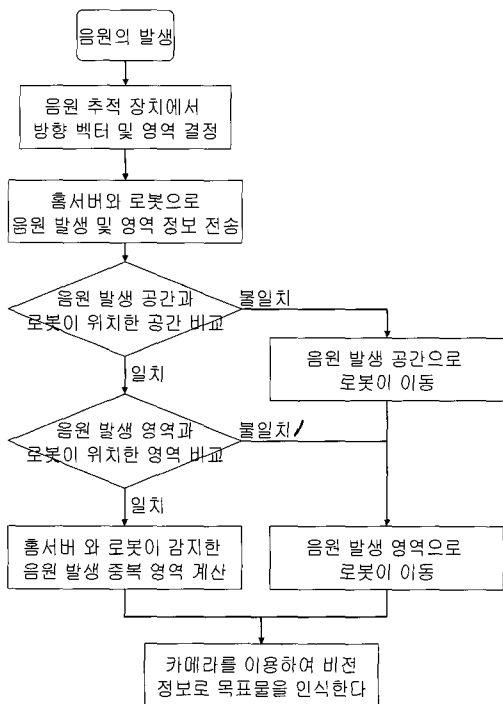 음원의 발생
음원 추적 장치에서
방향 벡터 및 영역 결정
홈서버와 로봇으로
음원 발생 및 영역 정보 전송
음원 발생 공간과
로봇이 위치한 공간 비교
불일치
음원 발생 공간으로
로봇이 이동
일치
음원 발생 영역과
로봇이 위치한 영역 비교
불일치
일치
홈서버 와 로봇이 감지한
음원 발생 중복 영역 계산
음원 발생 영역으로
로봇이 이동
카메라를 이용하여 비전
정보로 목표물을 인식한다